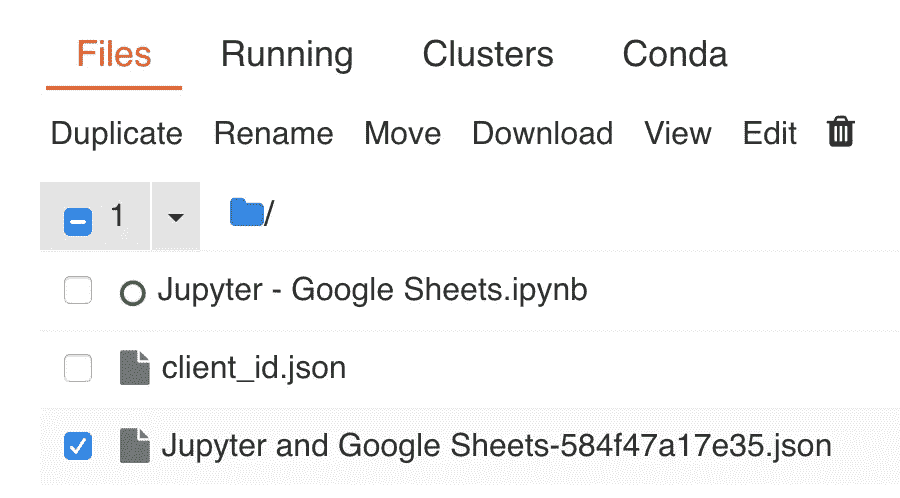 Files Running Clusters Conda
Duplicate Rename Move Download View Edit
1 /
Jupyter - Google Sheets.ipynb
client_id.json
Jupyter and Google Sheets-584f47a17e35.json